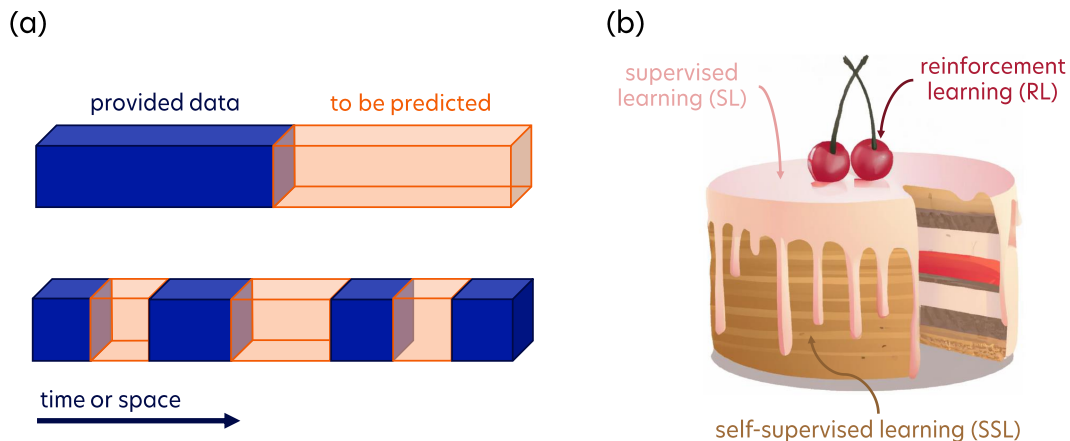 (a)
provided data
to be predicted
time or space
(b)
supervised
learning (SL)
reinforcement
learning (RL)
self-supervised learning (SSL)